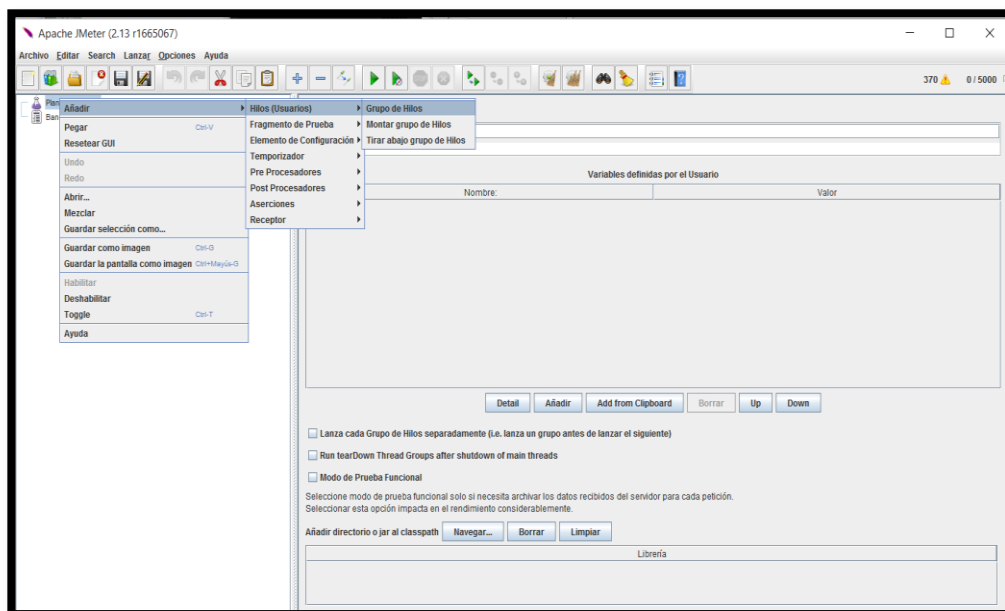 Apache JMeter (2.13 r1665067)
Archivo Editar Search Lanzar Opciones Ayuda
370 0 / 5000
Plan
Ban
Añadir
Pegar Ctrl-V
Resetear GUI
Undo
Redo
Abrir...
Mezclar
Guardar selección como...
Guardar como imagen Ctrl-G
Guardar la pantalla como imagen Ctrl+Mayús-G
Habilitar
Deshabilitar
Toggle Ctrl-T
Ayuda
Hilos (Usuarios)
Fragmento de Prueba
Elemento de Configuración
Temporizador
Pre Procesadores
Post Procesadores
Aserciones
Receptor
Grupo de Hilos
Montar grupo de Hilos
Tirar abajo grupo de Hilos
Variables definidas por el Usuario
Nombre: Valor
Detail Añadir Add from Clipboard Borrar Up Down
Lanza cada Grupo de Hilos separadamente (i.e. lanza un grupo antes de lanzar el siguiente)
Run tearDown Thread Groups after shutdown of main threads
Modo de Prueba Funcional
Seleccione modo de prueba funcional solo si necesita archivar los datos recibidos del servidor para cada petición.
Seleccionar esta opción impacta en el rendimiento considerablemente.
Añadir directorio o jar al classpath Navegar... Borrar Limpiar
Librería